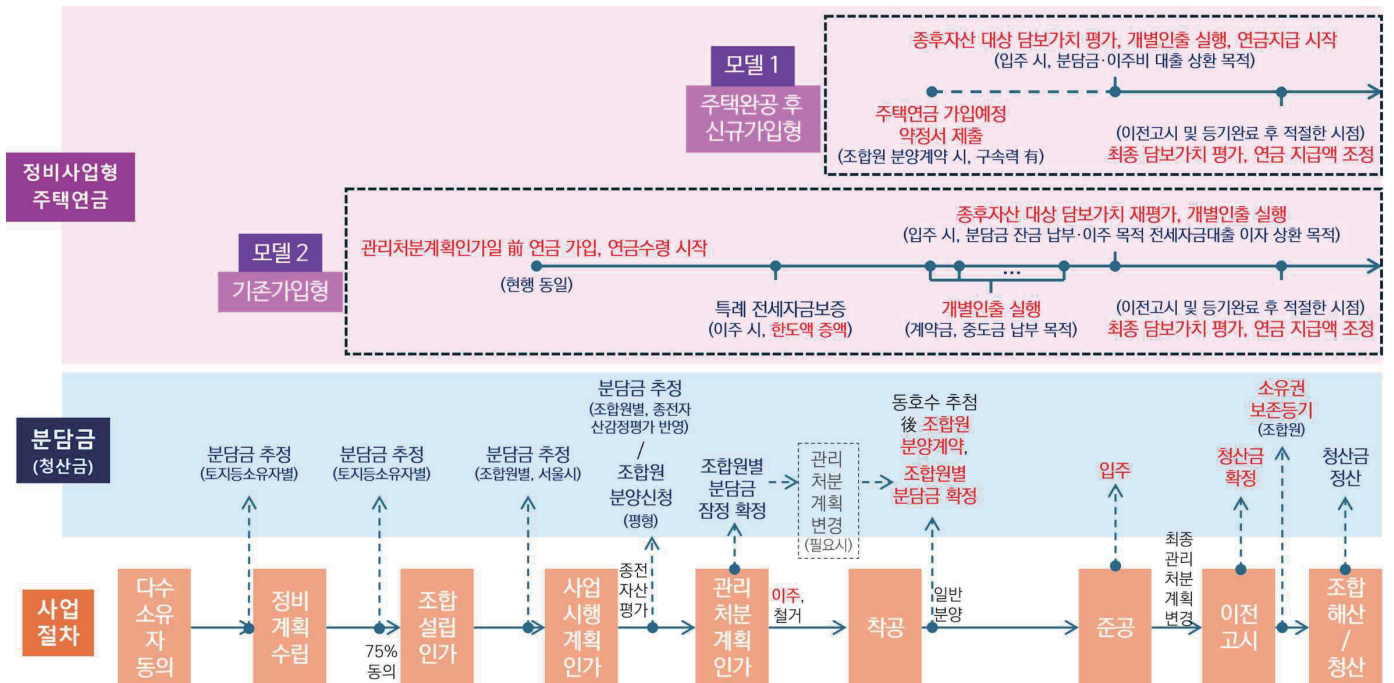 정비사업형
주택연금
모델 1
주택완공 후
신규가입형
종후자산 대상 담보가치 평가, 개별인출 실행, 연금지급 시작
(입주 시, 분담금·이주비 대출 상환 목적)
주택연금 가입예정
약정서 제출
(조합원 분양계약 시, 구속력 有)
(이전고시 및 등기완료 후 적절한 시점)
최종 담보가치 평가, 연금 지급액 조정
모델 2
기존가입형
관리처분계획인가일 前 연금 가입, 연금수령 시작
(현행 동일)
특례 전세자금보증
(이주 시, 한도액 증액)
종후자산 대상 담보가치 재평가, 개별인출 실행
(입주 시, 분담금 잔금 납부·이주 목적 전세자금대출 이자 상환 목적)
...
개별인출 실행
(계약금, 중도금 납부 목적)
(이전고시 및 등기완료 후 적절한 시점)
최종 담보가치 평가, 연금 지급액 조정
분담금
(청산금)
분담금 추정
(토지등소유자별)
분담금 추정
(토지등소유자별)
분담금 추정
(조합원별, 서울시)
분담금 추정
(조합원별, 종전자
산감정평가 반영)
/
조합원
분양신청
(평형)
조합원별
분담금
잠정 확정
관리
처분
계획
변경
(필요시)
동호수 추첨
後 조합원
분양계약,
조합원별
분담금 확정
입주
청산금
확정
소유권
보존등기
(조합원)
청산금
정산
사업
절차
다수
소유
자
동의
정비
계획
수립
75%
동의
조합
설립
인가
사업
시행
계획
인가
종전
자산
평가
관리
처분
계획
인가
이주,
철거
착공
일반
분양
준공
최종
관리
처분
계획
변경
이전
고시
조합
해산
/
청산